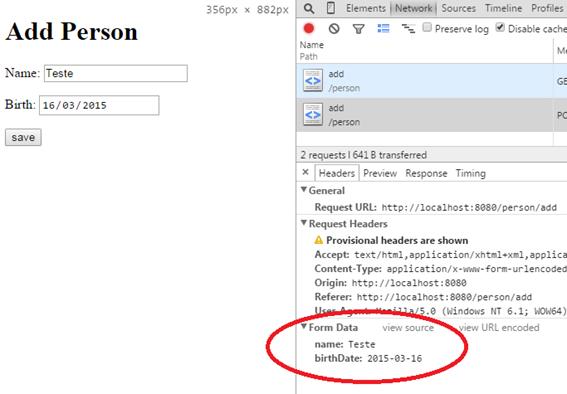 356px × 882px
Add Person
Name: Teste
Birth: 16/03/2015
save
Elements Network Sources Timeline Profiles
Preserve log Disable cache
Name
Path
Me
add
/person
GE
add
/person
PO
2 requests | 641 B transferred
× Headers Preview Response Timing
General
Request URL: http://localhost:8080/person/add
Request Headers
Provisional headers are shown
Accept: text/html,application/xhtml+xml,applica
Content-Type: application/x-www-form-urlencoded
Origin: http://localhost:8080
Referer: http://localhost:8080/person/add
User-Agent: Mozilla/5.0 (Windows NT 6.1; WOW64)
Form Data view source view URL encoded
name: Teste
birthDate: 2015-03-16